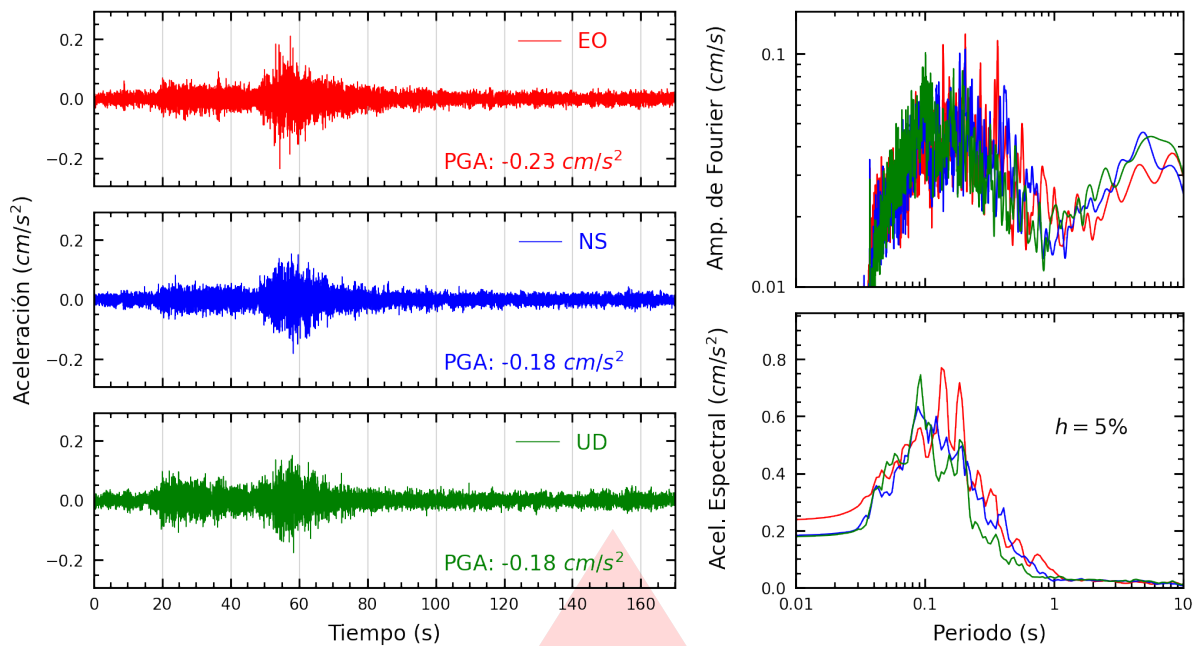 Aceleración (cm/s²)
0.2
0.0
−0.2
EO
PGA: -0.23 cm/s²
0.2
0.0
−0.2
NS
PGA: -0.18 cm/s²
0.2
0.0
−0.2
UD
PGA: -0.18 cm/s²
0 20 40 60 80 100 120 140 160
Tiempo (s)
Amp. de Fourier (cm/s)
0.1
0.01
Acel. Espectral (cm/s²)
0.8
0.6
0.4
0.2
0.0
h = 5%
0.01 0.1 1 10
Periodo (s)